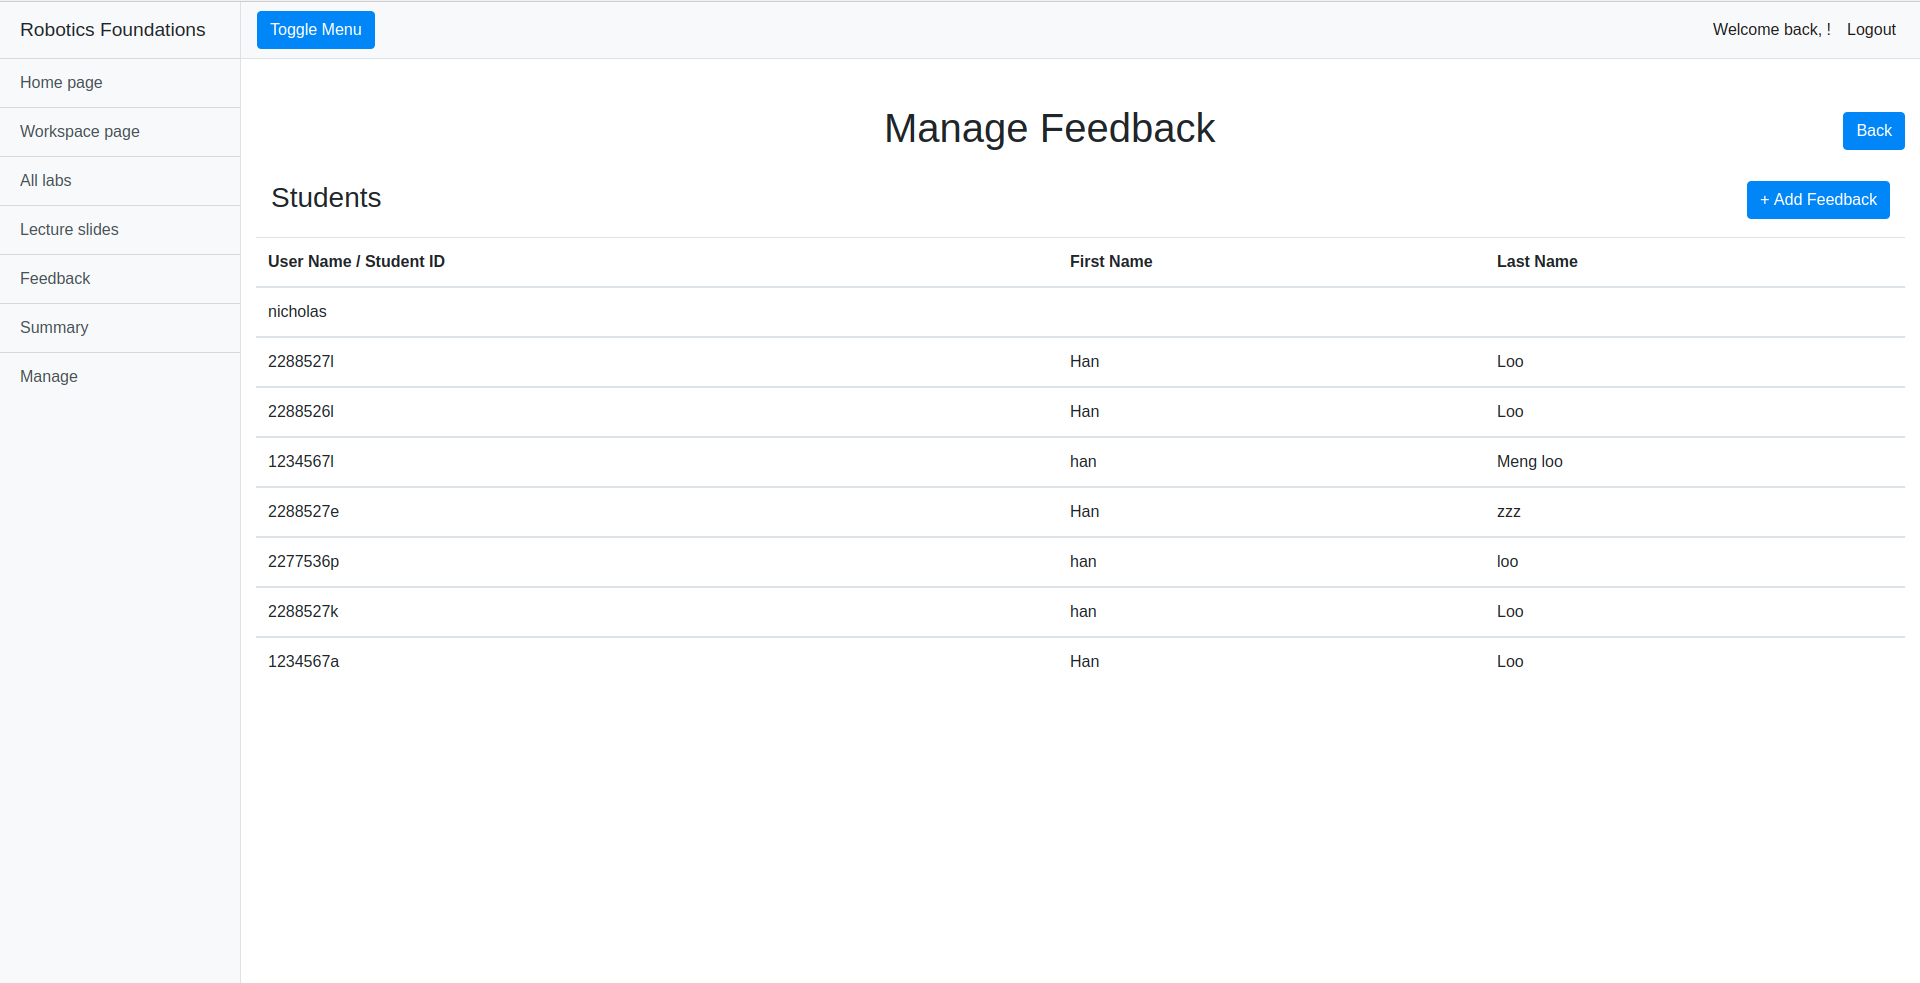 Robotics Foundations
Toggle Menu
Welcome back, !
Logout
Home page
Workspace page
All labs
Lecture slides
Feedback
Summary
Manage
Manage Feedback
Back
Students
+ Add Feedback
User Name / Student ID First Name Last Name
nicholas
2288527l Han Loo
2288526l Han Loo
1234567l han Meng loo
2288527e Han zzz
2277536p han loo
2288527k han Loo
1234567a Han Loo